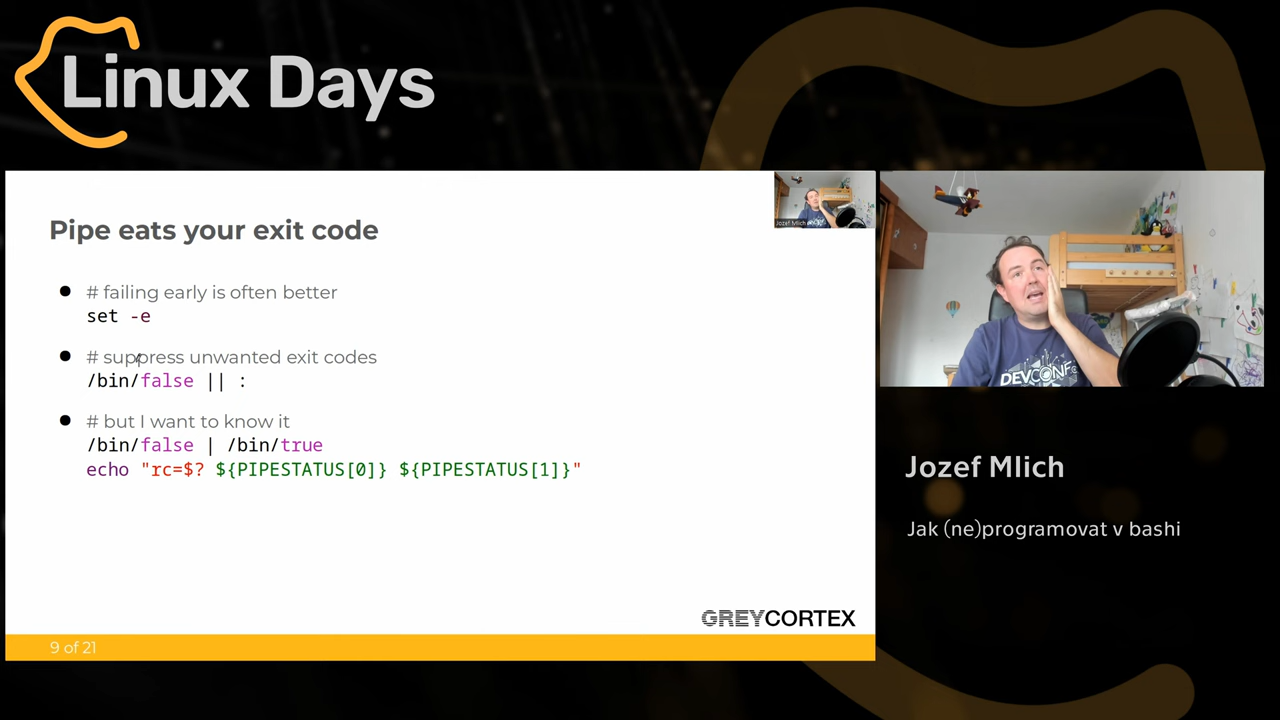 Linux Days
Pipe eats your exit code
Jozef Mlich
# failing early is often better
set -e
# suppress unwanted exit codes
/bin/false || :
# but I want to know it
/bin/false | /bin/true
echo "rc=$? ${PIPESTATUS[0]} ${PIPESTATUS[1]}"
GREYCORTEX
9 of 21
DEVCONF
Jozef Mlich
Jak (ne)programovat v bashi